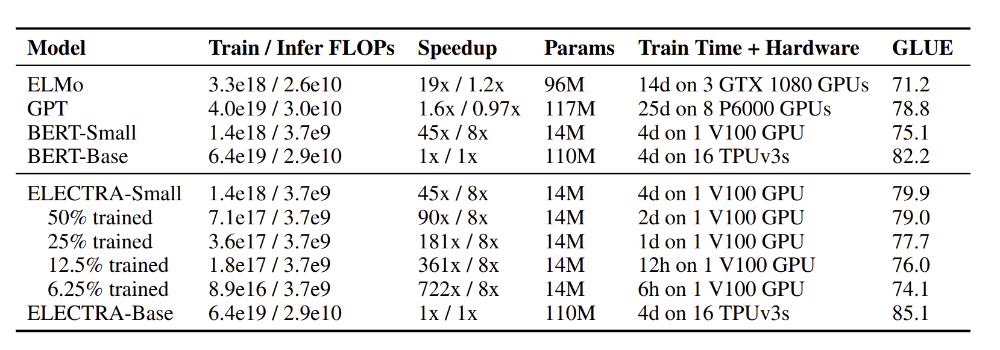 Model Train / Infer FLOPs Speedup Params Train Time + Hardware GLUE
ELMo 3.3e18 / 2.6e10 19x / 1.2x 96M 14d on 3 GTX 1080 GPUs 71.2
GPT 4.0e19 / 3.0e10 1.6x / 0.97x 117M 25d on 8 P6000 GPUs 78.8
BERT-Small 1.4e18 / 3.7e9 45x / 8x 14M 4d on 1 V100 GPU 75.1
BERT-Base 6.4e19 / 2.9e10 1x / 1x 110M 4d on 16 TPUv3s 82.2
ELECTRA-Small 1.4e18 / 3.7e9 45x / 8x 14M 4d on 1 V100 GPU 79.9
50% trained 7.1e17 / 3.7e9 90x / 8x 14M 2d on 1 V100 GPU 79.0
25% trained 3.6e17 / 3.7e9 181x / 8x 14M 1d on 1 V100 GPU 77.7
12.5% trained 1.8e17 / 3.7e9 361x / 8x 14M 12h on 1 V100 GPU 76.0
6.25% trained 8.9e16 / 3.7e9 722x / 8x 14M 6h on 1 V100 GPU 74.1
ELECTRA-Base 6.4e19 / 2.9e10 1x / 1x 110M 4d on 16 TPUv3s 85.1